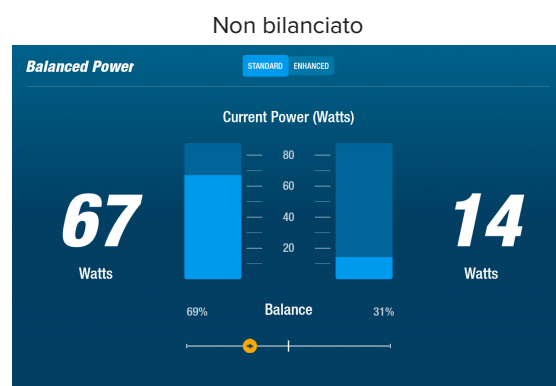 Non bilanciato
Balanced Power
STANDARD ENHANCED
Current Power (Watts)
80
60
40
20
67
Watts
14
Watts
69% Balance 31%